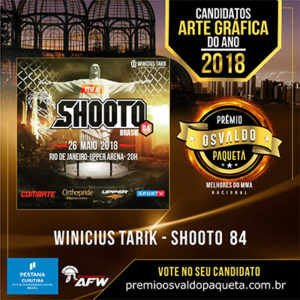 CANDIDATOS
ARTE GRÁFICA
DO ANO
2018
WINICIUS TARIK
SHOOTO
BRASIL 84
26 MAIO 2018
RIO DE JANEIRO-UPPER ARENA- 20H
COMBATE
Orthopride
UPPER
SPORTV
PRÊMIO
OSVALDO
PAQUETÁ
MELHORES DO MMA
NACIONAL
WINICIUS TARIK - SHOOTO 84
PESTANA
CURITIBA
AFW
VOTE NO SEU CANDIDATO
premioosvaldopaqueta.com.br